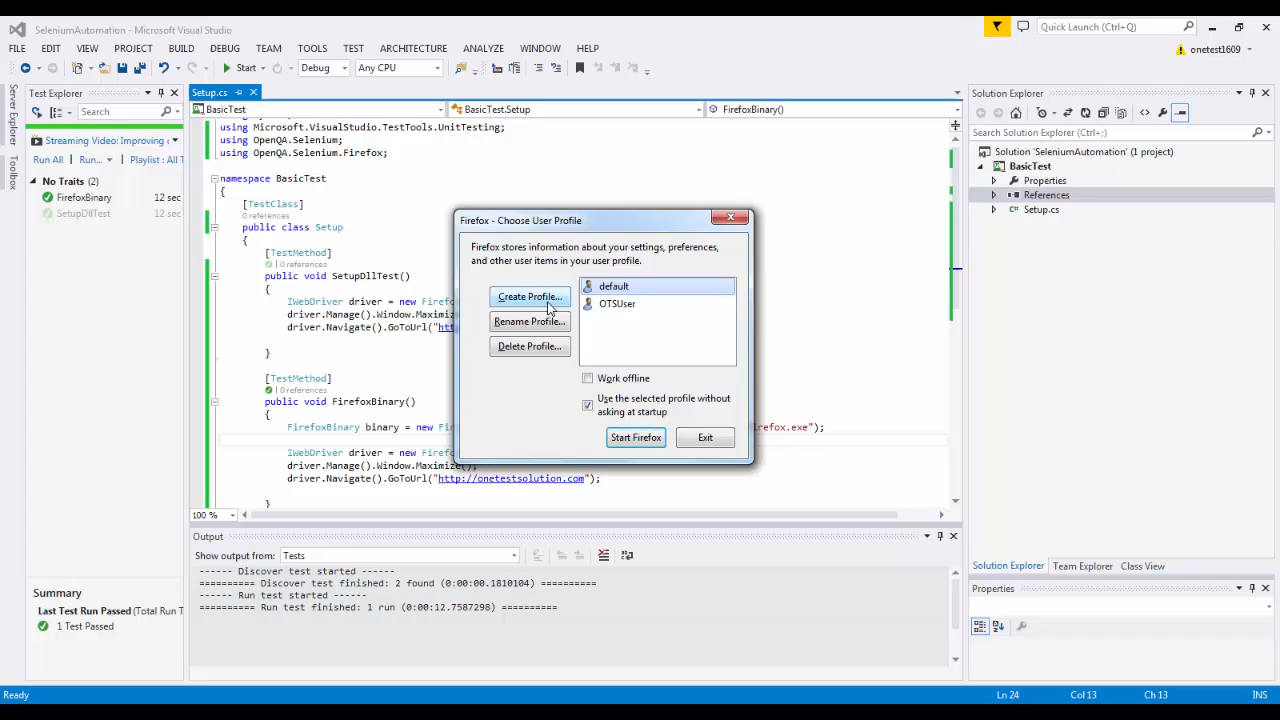 SeleniumAutomation - Microsoft Visual Studio
Quick Launch (Ctrl+Q)
FILE EDIT VIEW PROJECT BUILD DEBUG TEAM TOOLS TEST ARCHITECTURE ANALYZE WINDOW HELP
onetest1609
Start Debug Any CPU
Server Explorer
Toolbox
Test Explorer
Search
Streaming Video: Improving
Run All Run... Playlist : All T
No Traits (2)
FirefoxBinary 12 sec
SetupDllTest 12 sec
Summary
Last Test Run Passed (Total Run T
1 Test Passed
Setup.cs
BasicTest BasicTest.Setup FirefoxBinary()
using Microsoft.VisualStudio.TestTools.UnitTesting;
using OpenQA.Selenium;
using OpenQA.Selenium.Firefox;
namespace BasicTest
{
[TestClass]
0 references
public class Setup
{
[TestMethod]
0 references
public void SetupDllTest()
{
IWebDriver driver = new Firef
driver.Manage().Window.Maximiz
driver.Navigate().GoToUrl("htt
}
[TestMethod]
0 references
public void FirefoxBinary()
{
FirefoxBinary binary = new Fir irefox.exe");
IWebDriver driver = new Firef
driver.Manage().Window.Maximize();
driver.Navigate().GoToUrl("http://onetestsolution.com");
}
100 %
Firefox - Choose User Profile
Firefox stores information about your settings, preferences,
and other user items in your user profile.
Create Profile...
Rename Profile...
Delete Profile...
default
OTSUser
Work offline
Use the selected profile without
asking at startup
Start Firefox Exit
Output
Show output from: Tests
------ Discover test started ------
========== Discover test finished: 2 found (0:00:00.1810104) ==========
------ Run test started ------
========== Run test finished: 1 run (0:00:12.7587298) ==========
Solution Explorer
Search Solution Explorer (Ctrl+;)
Solution 'SeleniumAutomation' (1 project)
BasicTest
Properties
References
Setup.cs
Solution Explorer Team Explorer Class View
Properties
Ready Ln 24 Col 13 Ch 13 INS